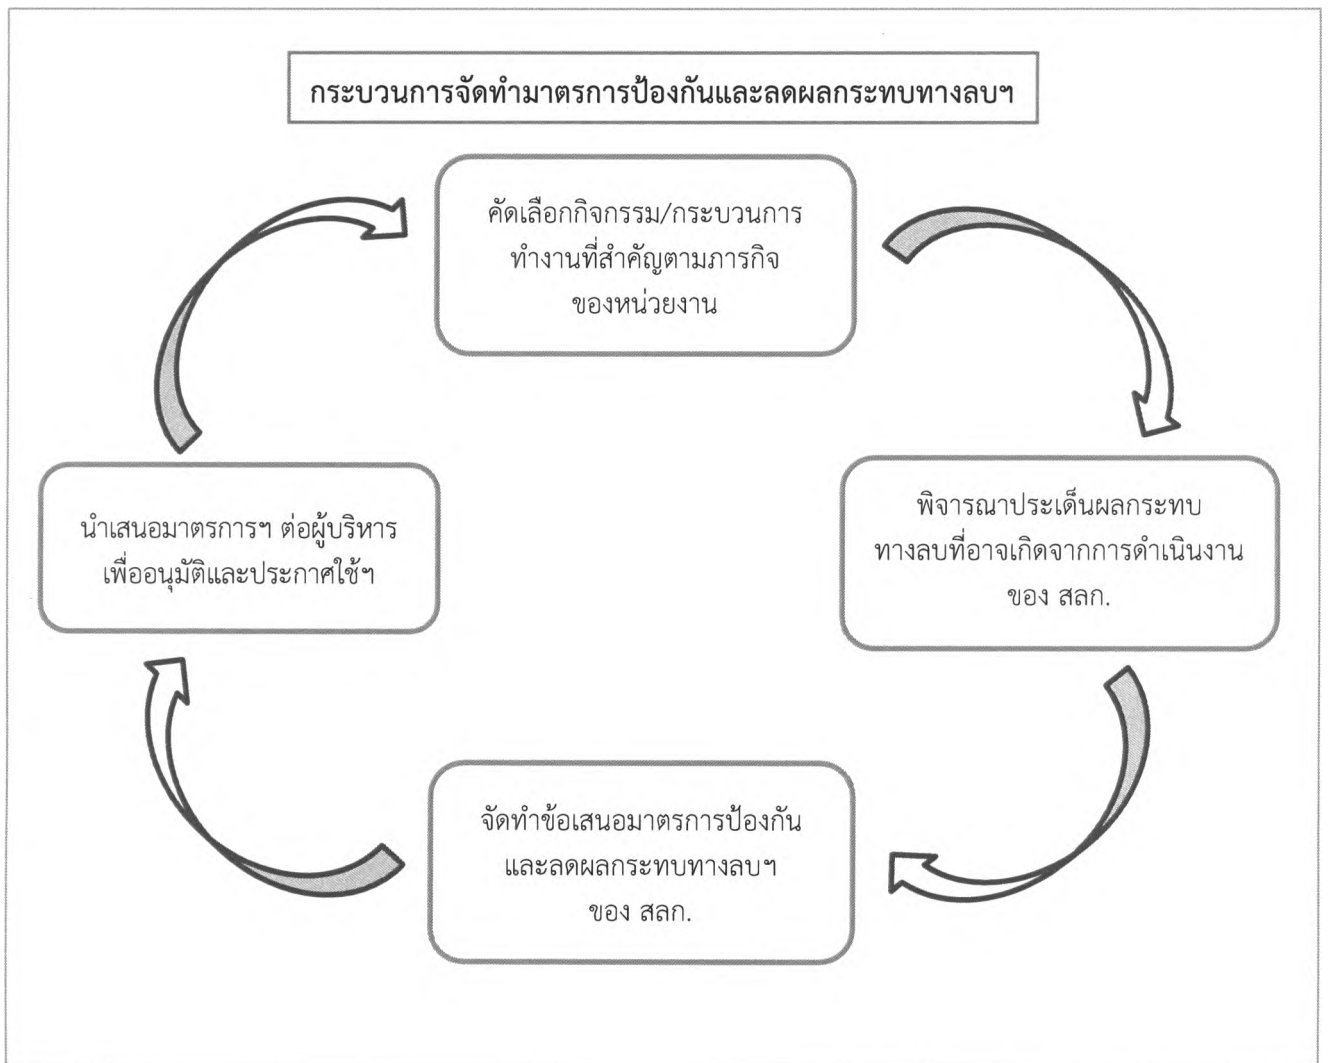 กระบวนการจัดทำมาตรการป้องกันและลดผลกระทบทางลบฯ
คัดเลือกกิจกรรม/กระบวนการ
ทำงานที่สำคัญตามภารกิจ
ของหน่วยงาน
พิจารณาประเด็นผลกระทบ
ทางลบที่อาจเกิดจากการดำเนินงาน
ของ สลก.
จัดทำข้อเสนอมาตรการป้องกัน
และลดผลกระทบทางลบฯ
ของ สลก.
นำเสนอมาตรการฯ ต่อผู้บริหาร
เพื่ออนุมัติและประกาศใช้ฯ